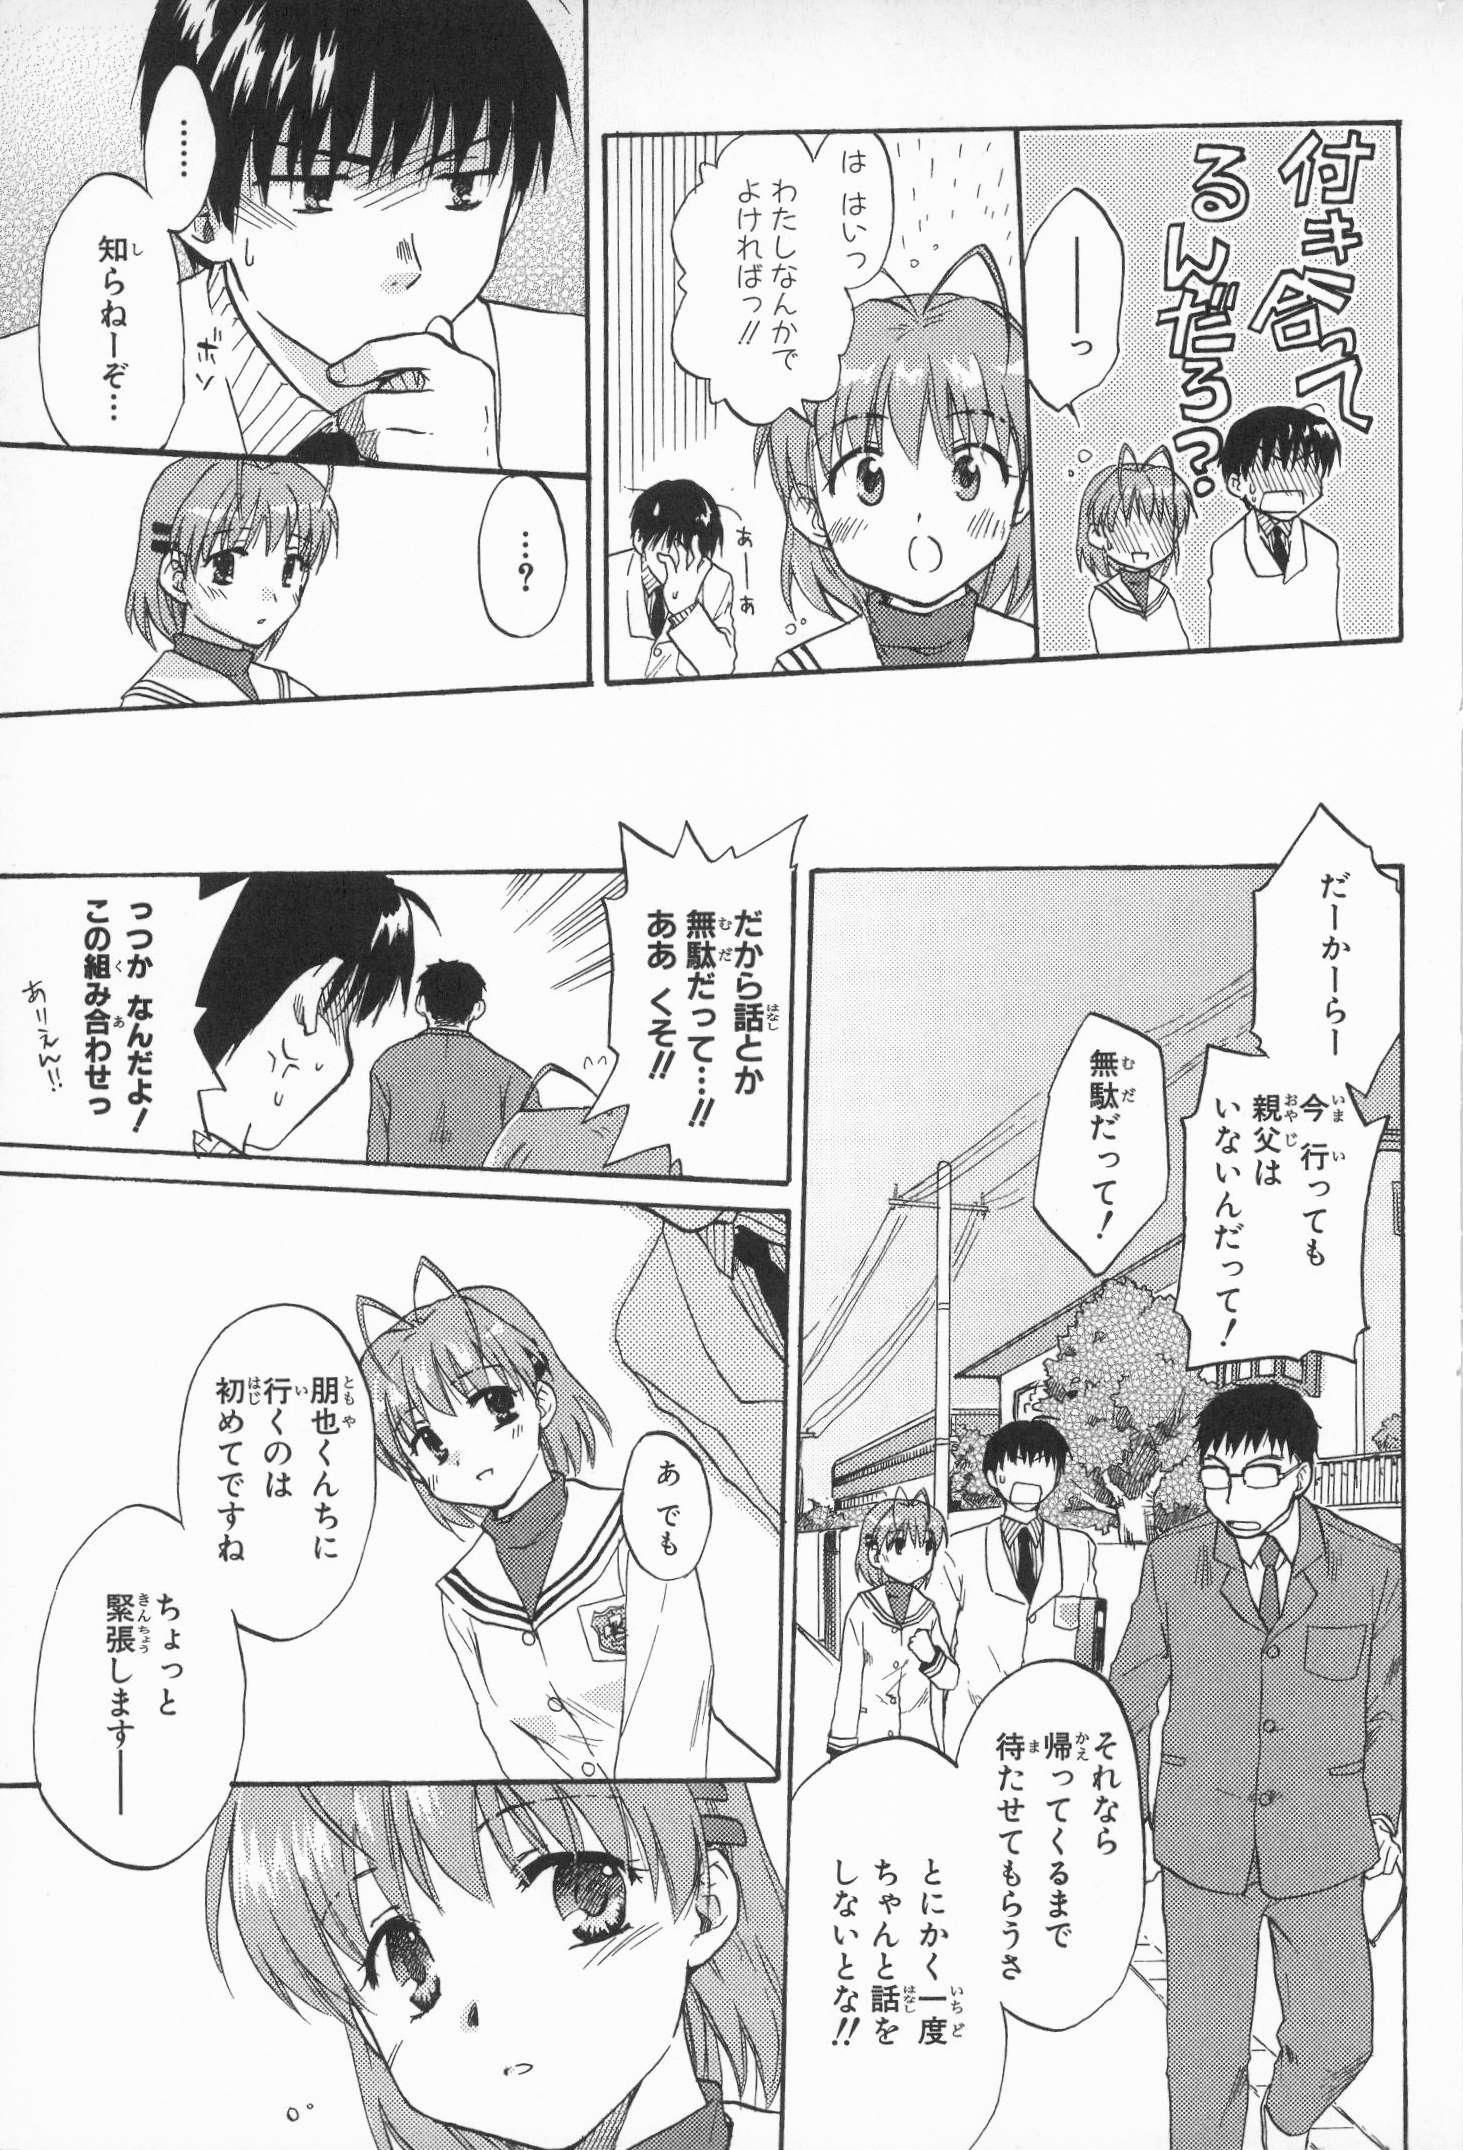 付き合って
るんだろ?
――っ
は はいっ
わたしなんかで
よければっ!!
あ――あ
……
知らねーぞ…
ボソ
…?
だーかーらー
今 行っても
親父は
いないんだって!
無駄だって!
それなら
帰ってくるまで
待たせてもらうさ
とにかく一度
ちゃんと話を
しないとな!!
だから話とか
無駄だって…!!
ああ くそ!!
っつか なんだよ!
この組み合わせっ
ありえん!!
あ でも
朋也くんちに
行くのは
初めてですね
ちょっと
緊張します――